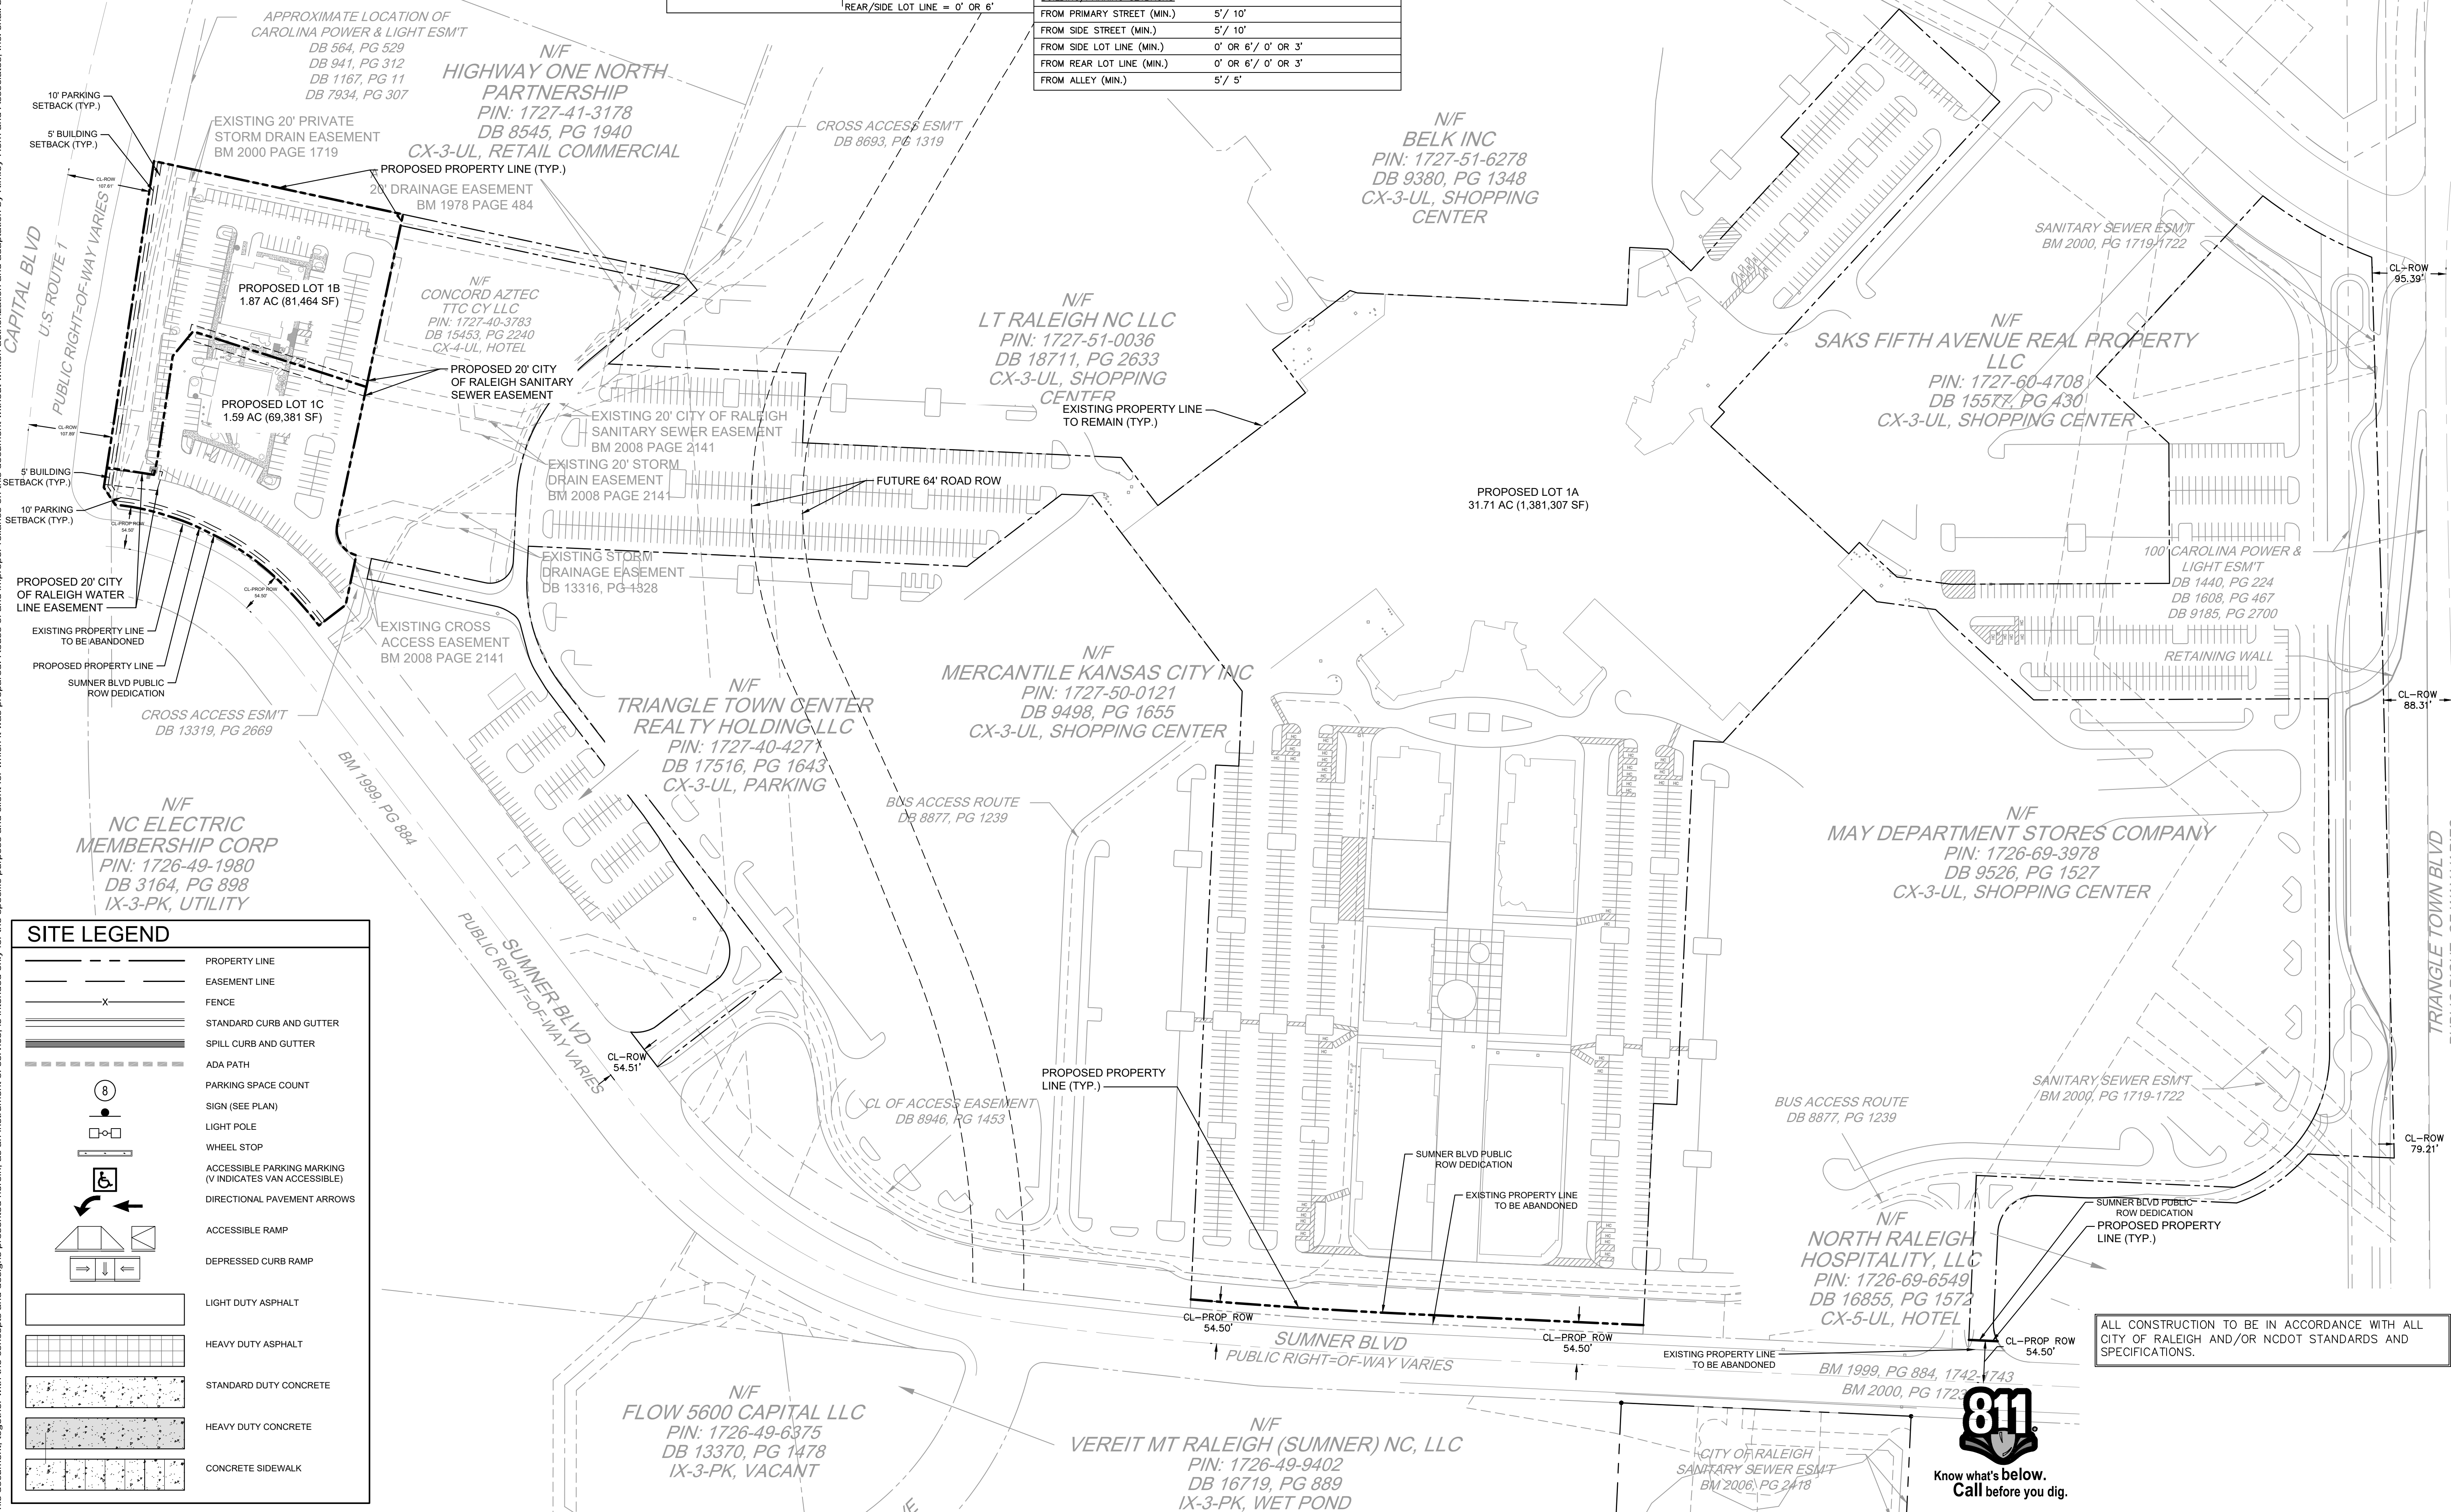 REAR/SIDE LOT LINE = 0' OR 6'
FROM PRIMARY STREET (MIN.) 5'/ 10'
FROM SIDE STREET (MIN.) 5'/ 10'
FROM SIDE LOT LINE (MIN.) 0' OR 6'/ 0' OR 3'
FROM REAR LOT LINE (MIN.) 0' OR 6'/ 0' OR 3'
FROM ALLEY (MIN.) 5'/ 5'
APPROXIMATE LOCATION OF
CAROLINA POWER & LIGHT ESM'T
DB 564, PG 529
DB 941, PG 312
DB 1167, PG 11
DB 7934, PG 307
N/F
HIGHWAY ONE NORTH
PARTNERSHIP
PIN: 1727-41-3178
DB 8545, PG 1940
CX-3-UL, RETAIL COMMERCIAL
10' PARKING
SETBACK (TYP.)
5' BUILDING
SETBACK (TYP.)
EXISTING 20' PRIVATE
STORM DRAIN EASEMENT
BM 2000 PAGE 1719
CROSS ACCESS ESM'T
DB 8693, PG 1319
PROPOSED PROPERTY LINE (TYP.)
20' DRAINAGE EASEMENT
BM 1978 PAGE 484
N/F
BELK INC
PIN: 1727-51-6278
DB 9380, PG 1348
CX-3-UL, SHOPPING
CENTER
CL-ROW
107.61'
CAPITAL BLVD
U.S. ROUTE 1
PUBLIC RIGHT=OF-WAY VARIES
PROPOSED LOT 1B
1.87 AC (81,464 SF)
N/F
CONCORD AZTEC
TTC CY LLC
PIN: 1727-40-3783
DB 15453, PG 2240
CX-4-UL, HOTEL
PROPOSED 20' CITY
OF RALEIGH SANITARY
SEWER EASEMENT
PROPOSED LOT 1C
1.59 AC (69,381 SF)
CL-ROW
107.89'
N/F
LT RALEIGH NC LLC
PIN: 1727-51-0036
DB 18711, PG 2633
CX-3-UL, SHOPPING
CENTER
EXISTING PROPERTY LINE
TO REMAIN (TYP.)
SANITARY SEWER ESM'T
BM 2000, PG 1719-1722
CL-ROW
95.39'
N/F
SAKS FIFTH AVENUE REAL PROPERTY
LLC
PIN: 1727-60-4708
DB 15577, PG 430
CX-3-UL, SHOPPING CENTER
EXISTING 20' CITY OF RALEIGH
SANITARY SEWER EASEMENT
BM 2008 PAGE 2141
EXISTING 20' STORM
DRAIN EASEMENT
BM 2008 PAGE 2141
FUTURE 64' ROAD ROW
PROPOSED LOT 1A
31.71 AC (1,381,307 SF)
5' BUILDING
SETBACK (TYP.)
10' PARKING
SETBACK (TYP.)
CL-PROP ROW
54.50'
EXISTING STORM
DRAINAGE EASEMENT
DB 13316, PG 1328
100' CAROLINA POWER &
LIGHT ESM'T
DB 1440, PG 224
DB 1608, PG 467
DB 9185, PG 2700
PROPOSED 20' CITY
OF RALEIGH WATER
LINE EASEMENT
CL-PROP ROW
54.90'
EXISTING PROPERTY LINE
TO BE ABANDONED
EXISTING CROSS
ACCESS EASEMENT
BM 2008 PAGE 2141
PROPOSED PROPERTY LINE
SUMNER BLVD PUBLIC
ROW DEDICATION
CROSS ACCESS ESM'T
DB 13319, PG 2669
N/F
TRIANGLE TOWN CENTER
REALTY HOLDING LLC
PIN: 1727-40-4277
DB 17516, PG 1643
CX-3-UL, PARKING
N/F
MERCANTILE KANSAS CITY INC
PIN: 1727-50-0121
DB 9498, PG 1655
CX-3-UL, SHOPPING CENTER
RETAINING WALL
CL-ROW
88.31'
BM 1999, PG 884
BUS ACCESS ROUTE
DB 8877, PG 1239
N/F
NC ELECTRIC
MEMBERSHIP CORP
PIN: 1726-49-1980
DB 3164, PG 898
IX-3-PK, UTILITY
N/F
MAY DEPARTMENT STORES COMPANY
PIN: 1726-69-3978
DB 9526, PG 1527
CX-3-UL, SHOPPING CENTER
TRIANGLE TOWN BLVD
SUMNER BLVD
PUBLIC RIGHT=OF-WAY VARIES
CL-ROW
54.51'
SITE LEGEND
PROPERTY LINE
EASEMENT LINE
X FENCE
STANDARD CURB AND GUTTER
SPILL CURB AND GUTTER
ADA PATH
8 PARKING SPACE COUNT
SIGN (SEE PLAN)
LIGHT POLE
WHEEL STOP
ACCESSIBLE PARKING MARKING
(V INDICATES VAN ACCESSIBLE)
DIRECTIONAL PAVEMENT ARROWS
ACCESSIBLE RAMP
DEPRESSED CURB RAMP
LIGHT DUTY ASPHALT
HEAVY DUTY ASPHALT
STANDARD DUTY CONCRETE
HEAVY DUTY CONCRETE
CONCRETE SIDEWALK
CL OF ACCESS EASEMENT
DB 8946, PG 1453
PROPOSED PROPERTY
LINE (TYP.)
SUMNER BLVD PUBLIC
ROW DEDICATION
EXISTING PROPERTY LINE
TO BE ABANDONED
BUS ACCESS ROUTE
DB 8877, PG 1239
SANITARY SEWER ESM'T
BM 2000, PG 1719-1722
CL-ROW
79.21'
SUMNER BLVD PUBLIC
ROW DEDICATION
PROPOSED PROPERTY
LINE (TYP.)
N/F
NORTH RALEIGH
HOSPITALITY, LLC
PIN: 1726-69-6549
DB 16855, PG 1572
CX-5-UL, HOTEL
CL-PROP ROW
54.50'
SUMNER BLVD
PUBLIC RIGHT=OF-WAY VARIES
CL-PROP ROW
54.50'
EXISTING PROPERTY LINE
TO BE ABANDONED
CL-PROP ROW
54.50'
BM 1999, PG 884, 1742-1743
BM 2000, PG 1723
ALL CONSTRUCTION TO BE IN ACCORDANCE WITH ALL
CITY OF RALEIGH AND/OR NCDOT STANDARDS AND
SPECIFICATIONS.
N/F
FLOW 5600 CAPITAL LLC
PIN: 1726-49-6375
DB 13370, PG 1478
IX-3-PK, VACANT
N/F
VEREIT MT RALEIGH (SUMNER) NC, LLC
PIN: 1726-49-9402
DB 16719, PG 889
IX-3-PK, WET POND
CITY OF RALEIGH
SANITARY SEWER ESM'T
BM 2006, PG 2418
811
Know what's below.
Call before you dig.